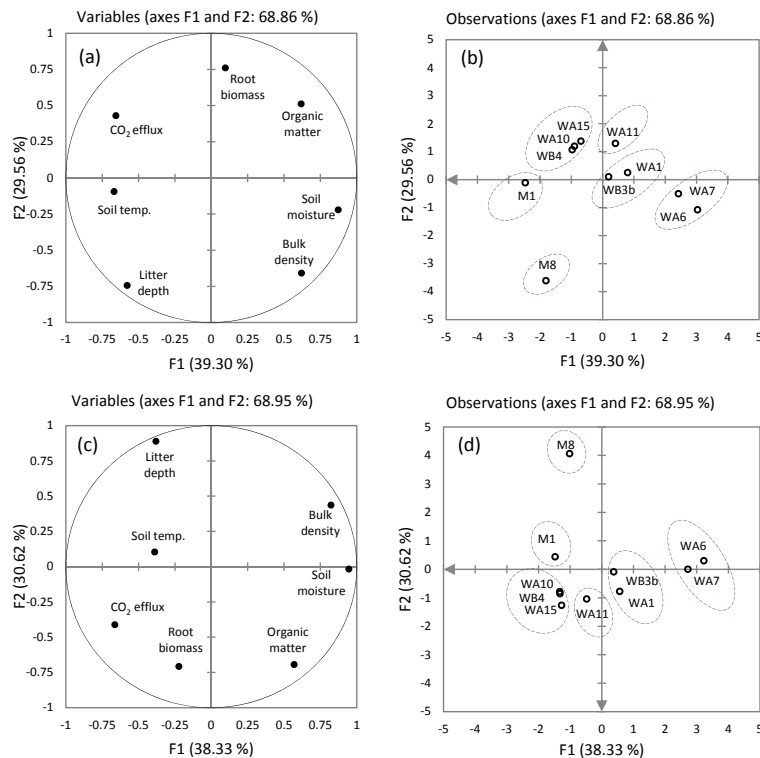 Variables (axes F1 and F2: 68.86 %)
(a)
1
0.75
0.5
0.25
0
-0.25
-0.5
-0.75
-1
F2 (29.56 %)
Root
biomass
Organic
matter
CO₂ efflux
Soil temp.
Soil
moisture
Bulk
density
Litter
depth
-1 -0.75 -0.5 -0.25 0 0.25 0.5 0.75 1
F1 (39.30 %)
Observations (axes F1 and F2: 68.86 %)
(b)
5
4
3
2
1
0
-1
-2
-3
-4
-5
F2 (29.56 %)
WA15
WA10
WB4
WA11
WA1
WB3b
WA7
WA6
M1
M8
-5 -4 -3 -2 -1 0 1 2 3 4 5
F1 (39.30 %)
Variables (axes F1 and F2: 68.95 %)
(c)
1
0.75
0.5
0.25
0
-0.25
-0.5
-0.75
-1
F2 (30.62 %)
Litter
depth
Bulk
density
Soil temp.
Soil
moisture
CO₂ efflux
Root
biomass
Organic
matter
-1 -0.75 -0.5 -0.25 0 0.25 0.5 0.75 1
F1 (38.33 %)
Observations (axes F1 and F2: 68.95 %)
(d)
5
4
3
2
1
0
-1
-2
-3
-4
-5
F2 (30.62 %)
M8
M1
WA6
WA7
WB3b
WA1
WA10
WB4
WA15
WA11
-5 -4 -3 -2 -1 0 1 2 3 4 5
F1 (38.33 %)